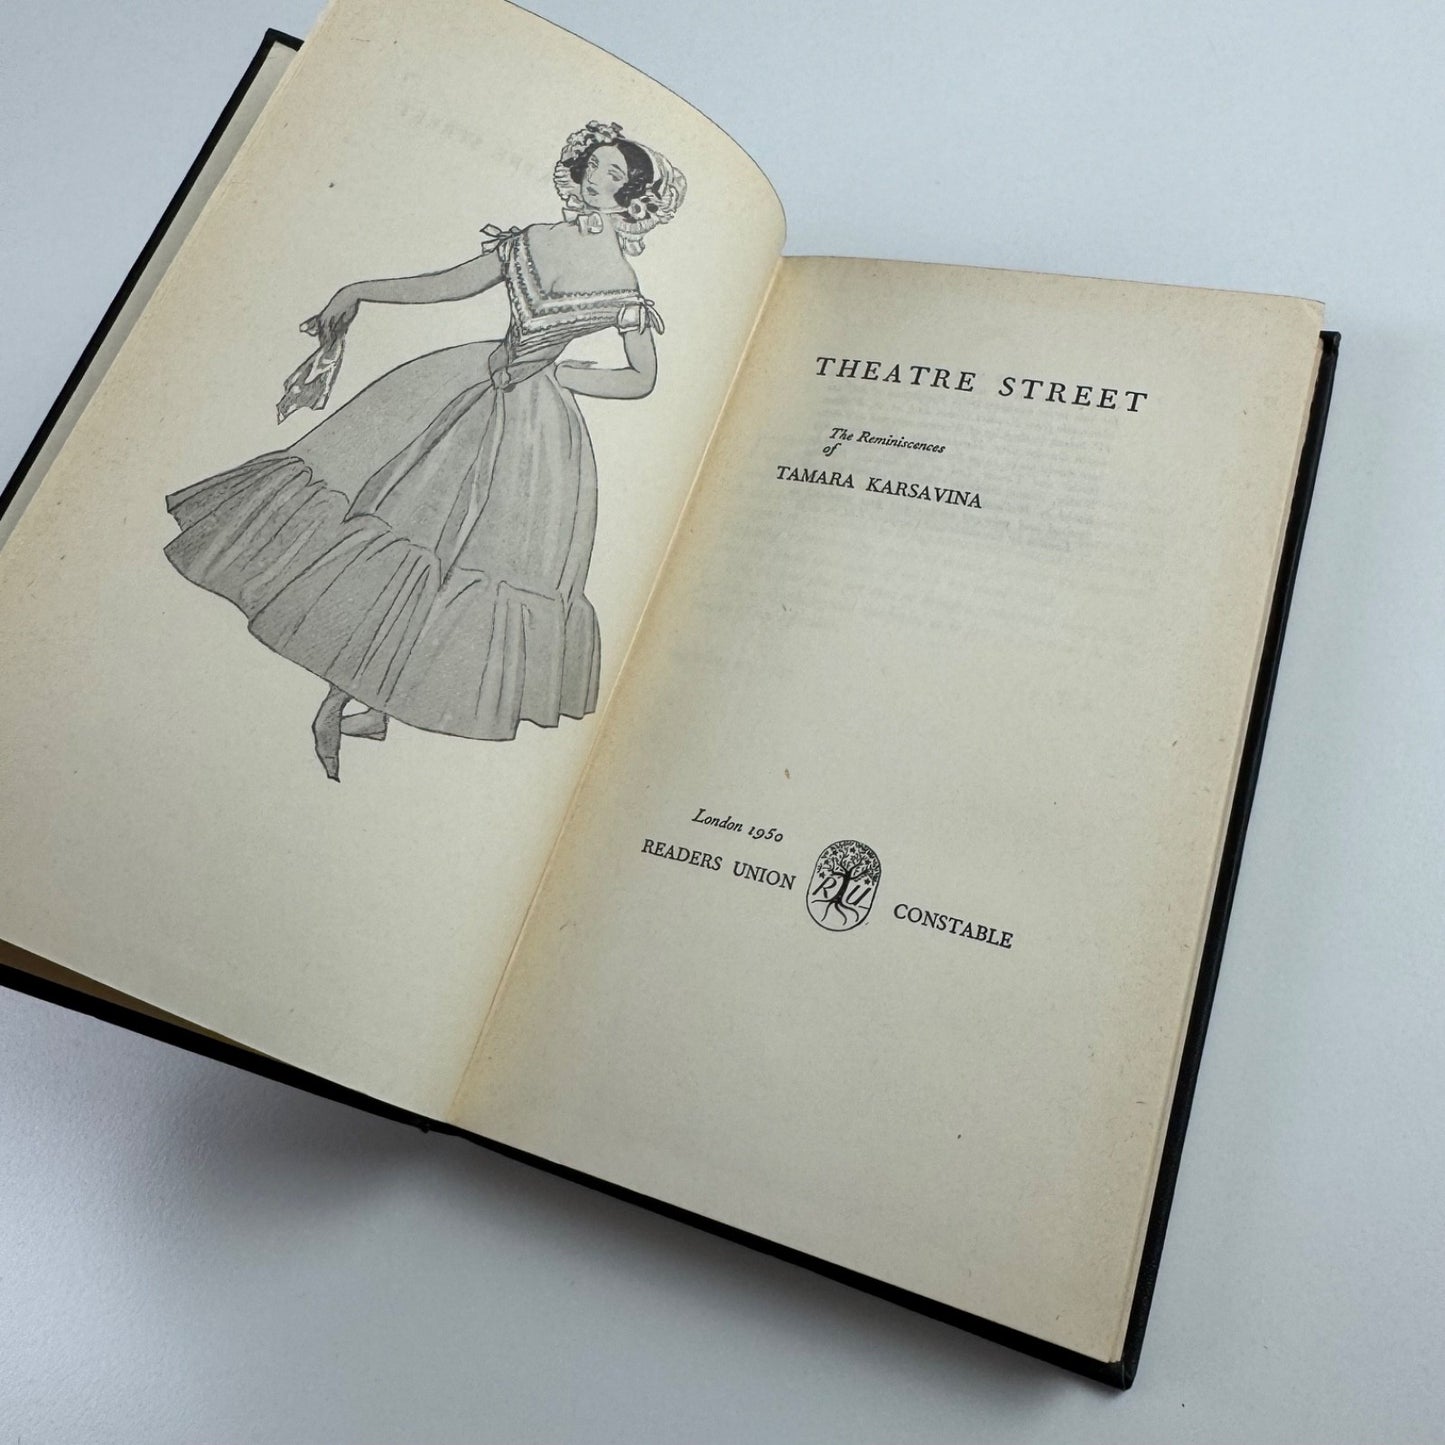 THEATRE STREET
The Reminiscences
of
TAMARA KARSAVINA
London 1950
READERS UNION RU CONSTABLE